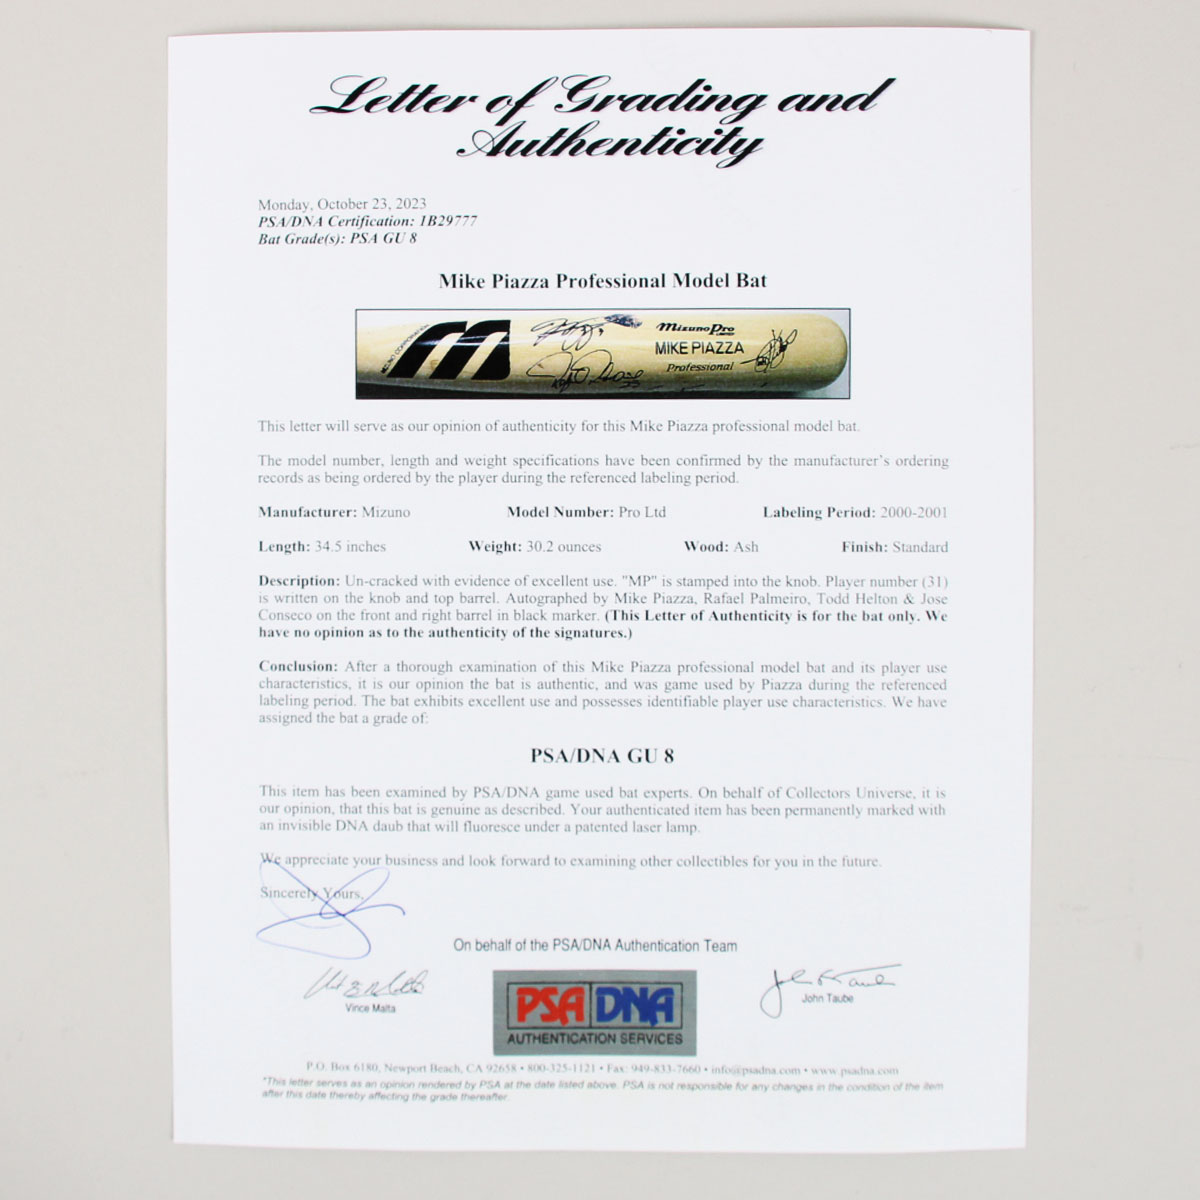 Letter of Grading and
Authenticity
Monday, October 23, 2023
PSA/DNA Certification: 1B29777
Bat Grade(s): PSA GU 8
Mike Piazza Professional Model Bat
MIZUNO CORPORATION
Mizuno Pro
LIMITED
MIKE PIAZZA
Professional
This letter will serve as our opinion of authenticity for this Mike Piazza professional model bat.
The model number, length and weight specifications have been confirmed by the manufacturer's ordering
records as being ordered by the player during the referenced labeling period.
Manufacturer: Mizuno Model Number: Pro Ltd Labeling Period: 2000-2001
Length: 34.5 inches Weight: 30.2 ounces Wood: Ash Finish: Standard
Description: Un-cracked with evidence of excellent use. "MP" is stamped into the knob. Player number (31)
is written on the knob and top barrel. Autographed by Mike Piazza, Rafael Palmeiro, Todd Helton & Jose
Conseco on the front and right barrel in black marker. (This Letter of Authenticity is for the bat only. We
have no opinion as to the authenticity of the signatures.)
Conclusion: After a thorough examination of this Mike Piazza professional model bat and its player use
characteristics, it is our opinion the bat is authentic, and was game used by Piazza during the referenced
labeling period. The bat exhibits excellent use and possesses identifiable player use characteristics. We have
assigned the bat a grade of:
PSA/DNA GU 8
This item has been examined by PSA/DNA game used bat experts. On behalf of Collectors Universe, it is
our opinion, that this bat is genuine as described. Your authenticated item has been permanently marked with
an invisible DNA daub that will fluoresce under a patented laser lamp.
We appreciate your business and look forward to examining other collectibles for you in the future.
Sincerely Yours,
On behalf of the PSA/DNA Authentication Team
Vince Malta
PSA DNA
AUTHENTICATION SERVICES
John Taube
P.O. Box 6180, Newport Beach, CA 92658 • 800-325-1121 • Fax: 949-833-7660 • info@psadna.com • www.psadna.com
*This letter serves as an opinion rendered by PSA at the date listed above. PSA is not responsible for any changes in the condition of the item
after this date thereby affecting the grade thereafter.